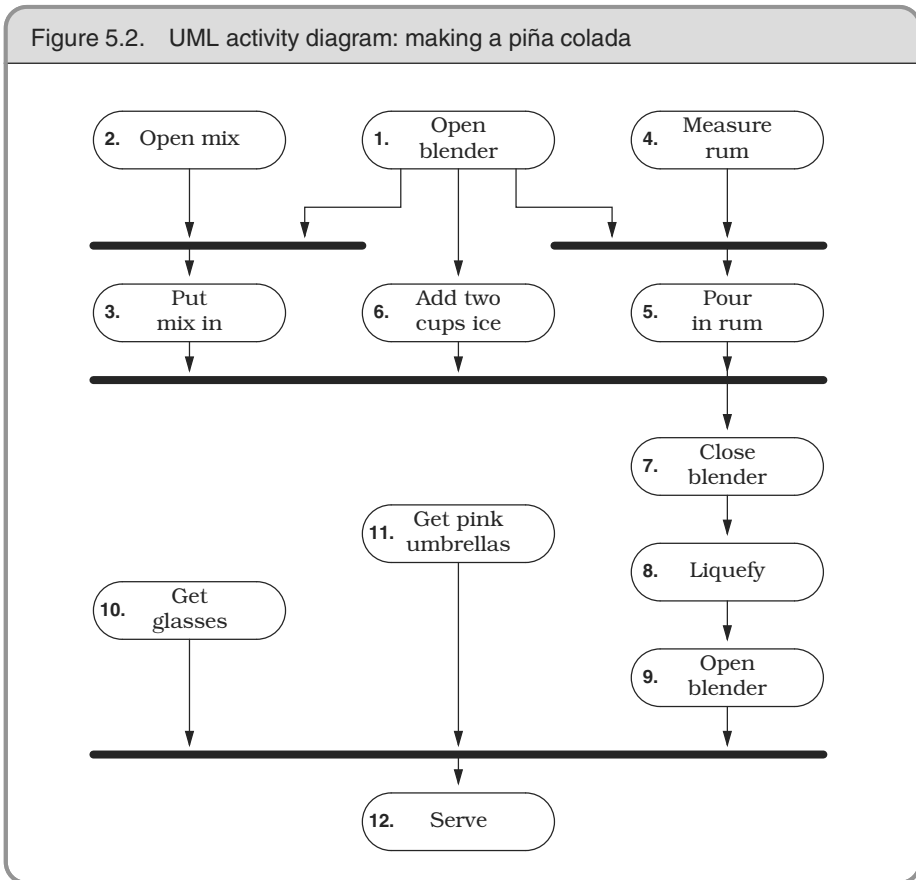 Figure 5.2. UML activity diagram: making a piña colada
2. Open mix
1. Open
blender
4. Measure
rum
3. Put
mix in
6. Add two
cups ice
5. Pour
in rum
7. Close
blender
11. Get pink
umbrellas
8. Liquefy
10. Get
glasses
9. Open
blender
12. Serve